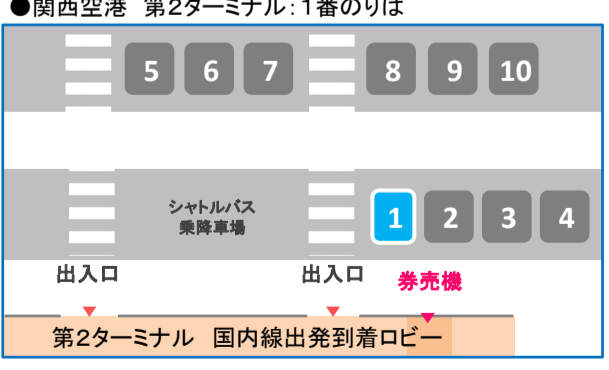 ●関西空港 第2ターミナル：1番のりば
5 6 7 8 9 10
シャトルバス
乗降車場
1 2 3 4
出入口 出入口 券売機
第2ターミナル 国内線出発到着ロビー